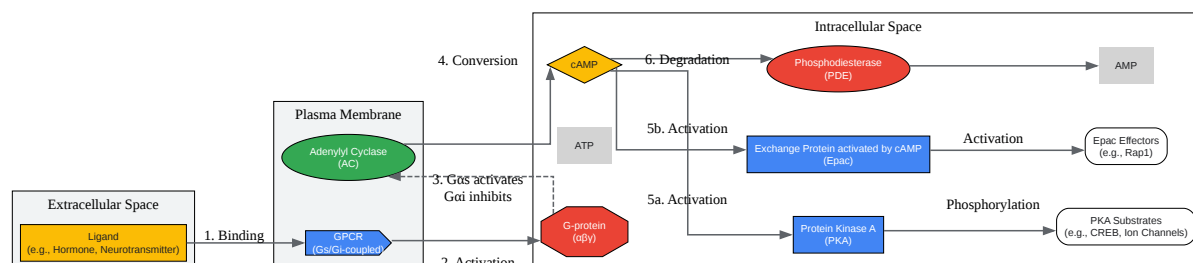 Intracellular Space
4. Conversion
cAMP
6. Degradation
Phosphodiesterase
(PDE)
AMP
Plasma Membrane
Adenylyl Cyclase
(AC)
ATP
5b. Activation
Exchange Protein activated by cAMP
(Epac)
Activation
Epac Effectors
(e.g., Rap1)
3. Gαs activates
Gαi inhibits
Extracellular Space
Ligand
(e.g., Hormone, Neurotransmitter)
1. Binding
GPCR
(Gs/Gi-coupled)
2. Activation
G-protein
(αβγ)
5a. Activation
Protein Kinase A
(PKA)
Phosphorylation
PKA Substrates
(e.g., CREB, Ion Channels)